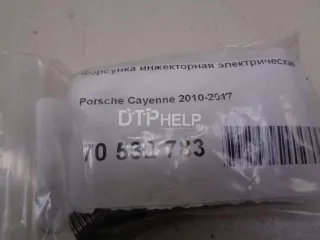 Форсунка инжекторная электрическая
Porsche Cayenne 2010-2017
DTPHELP